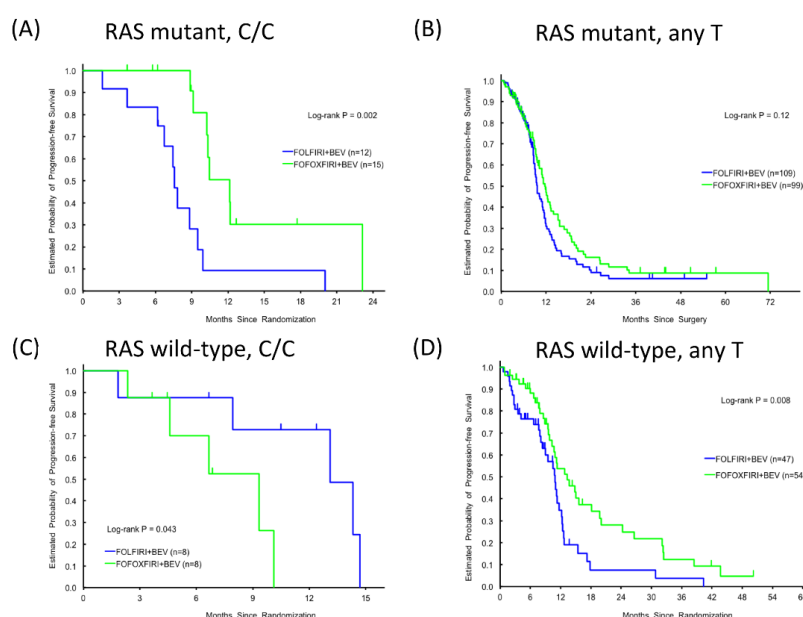 (A) RAS mutant, C/C
Estimated Probability of Progression-free Survival
1.0
0.9
0.8
0.7
0.6
0.5
0.4
0.3
0.2
0.1
0.0
Log-rank P = 0.002
FOLFIRI+BEV (n=12)
FOFOXFIRI+BEV (n=15)
0 3 6 9 12 15 18 21 24
Months Since Randomization
(B) RAS mutant, any T
Estimated Probability of Progression-free Survival
1.0
0.9
0.8
0.7
0.6
0.5
0.4
0.3
0.2
0.1
0.0
Log-rank P = 0.12
FOLFIRI+BEV (n=109)
FOFOXFIRI+BEV (n=99)
0 12 24 36 48 60 72
Months Since Surgery
(C) RAS wild-type, C/C
Estimated Probability of Progression-free Survival
1.0
0.9
0.8
0.7
0.6
0.5
0.4
0.3
0.2
0.1
0.0
Log-rank P = 0.043
FOLFIRI+BEV (n=8)
FOFOXFIRI+BEV (n=8)
0 3 6 9 12 15
Months Since Randomization
(D) RAS wild-type, any T
Estimated Probability of Progression-free Survival
1.0
0.9
0.8
0.7
0.6
0.5
0.4
0.3
0.2
0.1
0.0
Log-rank P = 0.008
FOLFIRI+BEV (n=47)
FOFOXFIRI+BEV (n=54
0 6 12 18 24 30 36 42 48 54
Months Since Randomization